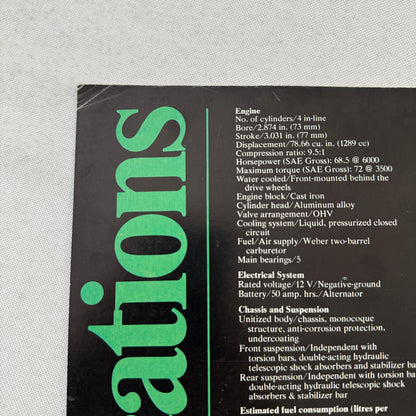 ations
Engine
No. of cylinders/4 in-line
Bore/2.874 in. (73 mm)
Stroke/3.031 in. (77 mm)
Displacement/78.66 cu. in. (1289 cc)
Compression ratio: 9.5:1
Horsepower (SAE Gross): 68.5 @ 6000
Maximum torque (SAE Gross): 72 @ 3500
Water cooled/Front-mounted behind the
drive wheels
Engine block/Cast iron
Cylinder head/Aluminum alloy
Valve arrangement/OHV
Cooling system/Liquid, pressurized closed
circuit
Fuel/Air supply/Weber two-barrel
carburetor
Main bearings/5
Electrical System
Rated voltage/12 V/Negative-ground
Battery/50 amp. hrs./Alternator
Chassis and Suspension
Unitized body/chassis, monocoque
structure, anti-corrosion protection,
undercoating
Front suspension/Independent with
torsion bars, double-acting hydraulic
telescopic shock absorbers and stabilizer bar
Rear suspension/Independent with torsion bars,
double-acting hydraulic telescopic shock
absorbers & stabilizer bar
Estimated fuel consumption (litres per